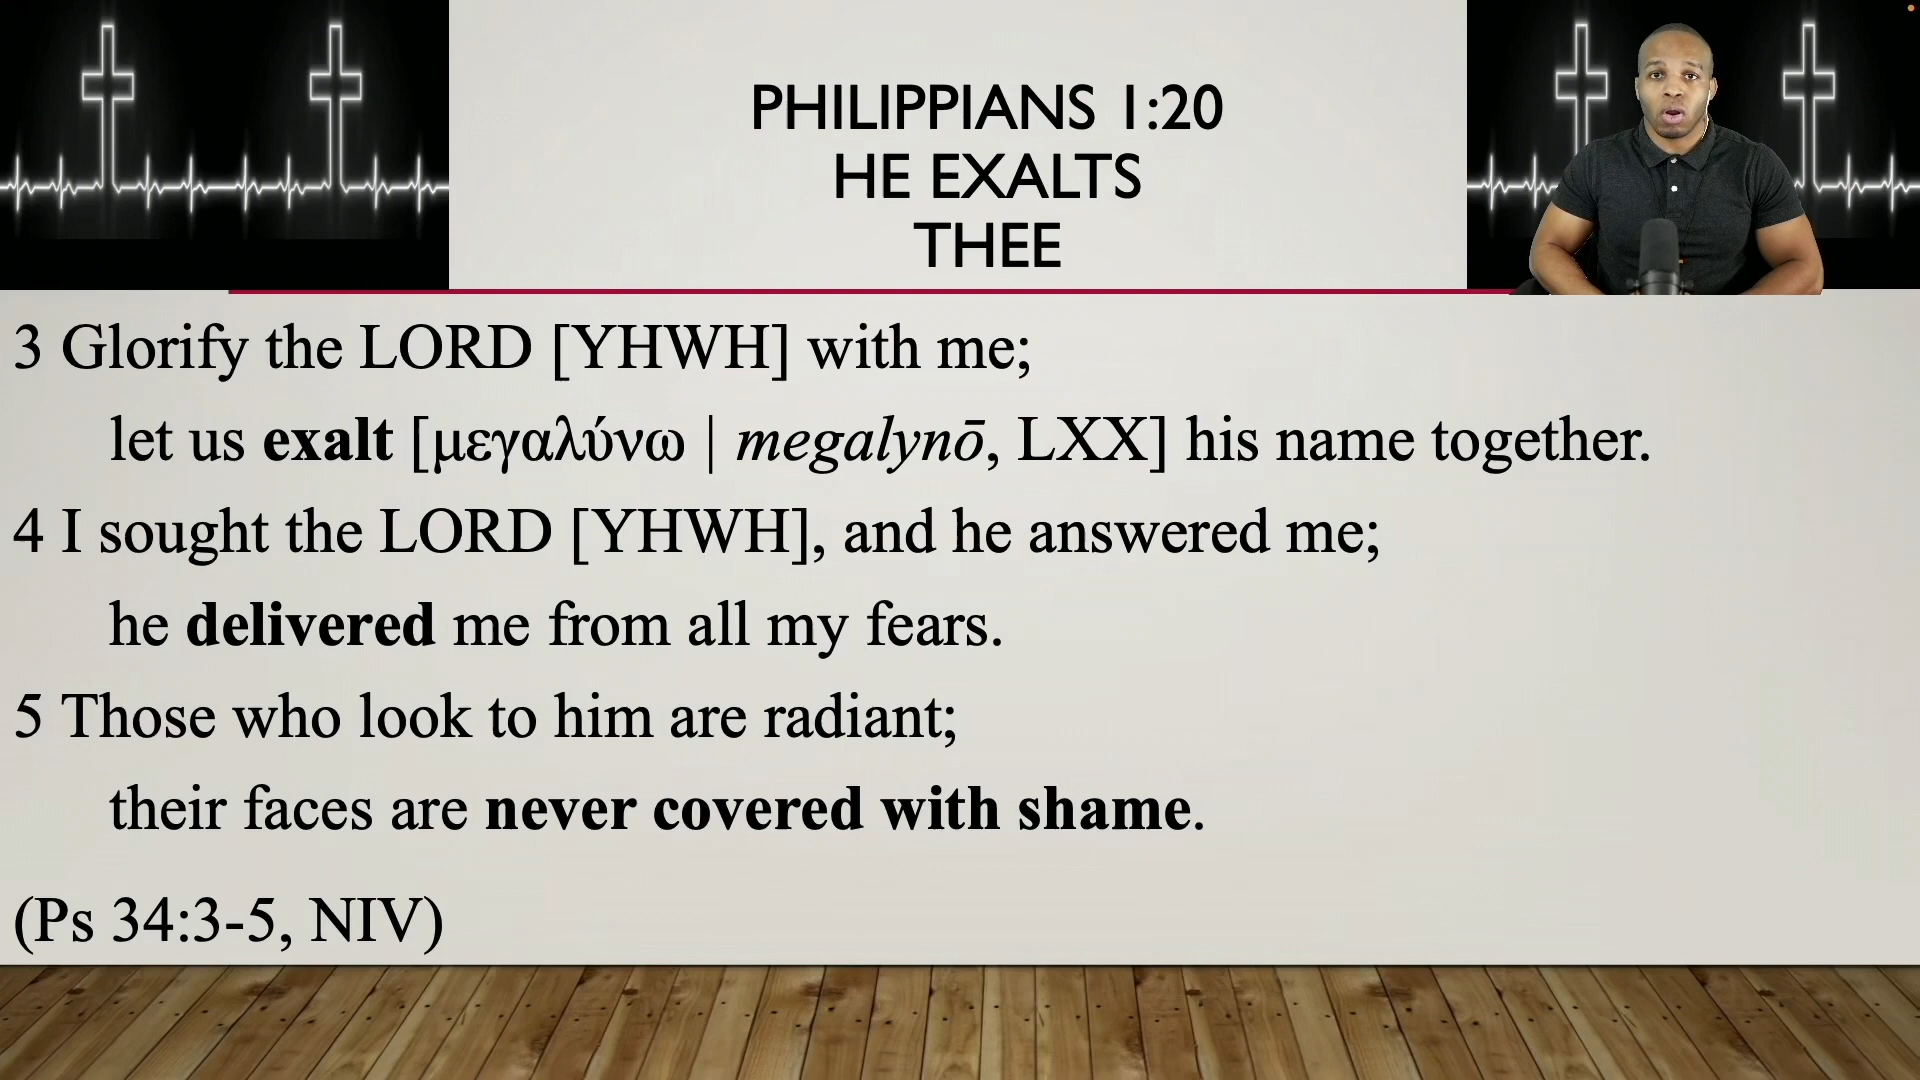 PHILIPPIANS 1:20
HE EXALTS
THEE
3 Glorify the LORD [YHWH] with me;
let us exalt [μεγαλύνω | megalynō, LXX] his name together.
4 I sought the LORD [YHWH], and he answered me;
he delivered me from all my fears.
5 Those who look to him are radiant;
their faces are never covered with shame.
(Ps 34:3-5, NIV)